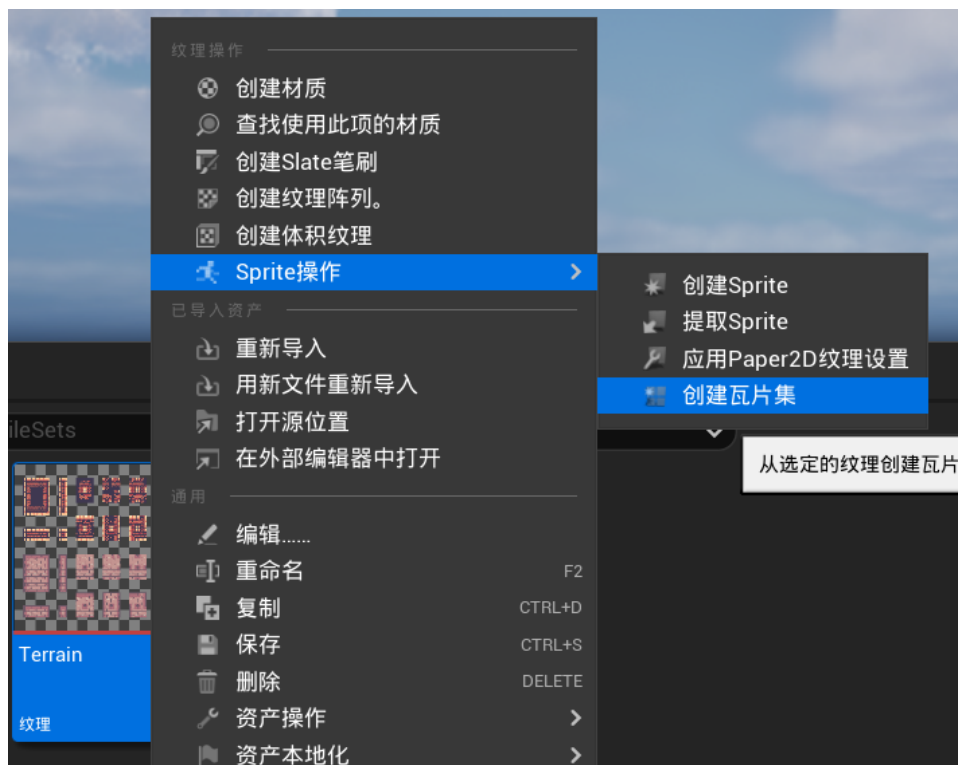 纹理操作
创建材质
查找使用此项的材质
创建Slate笔刷
创建纹理阵列。
创建体积纹理
Sprite操作
创建Sprite
提取Sprite
应用Paper2D纹理设置
创建瓦片集
从选定的纹理创建瓦片
已导入资产
重新导入
用新文件重新导入
打开源位置
在外部编辑器中打开
ileSets
通用
编辑......
重命名 F2
复制 CTRL+D
保存 CTRL+S
删除 DELETE
资产操作
资产本地化
Terrain
纹理